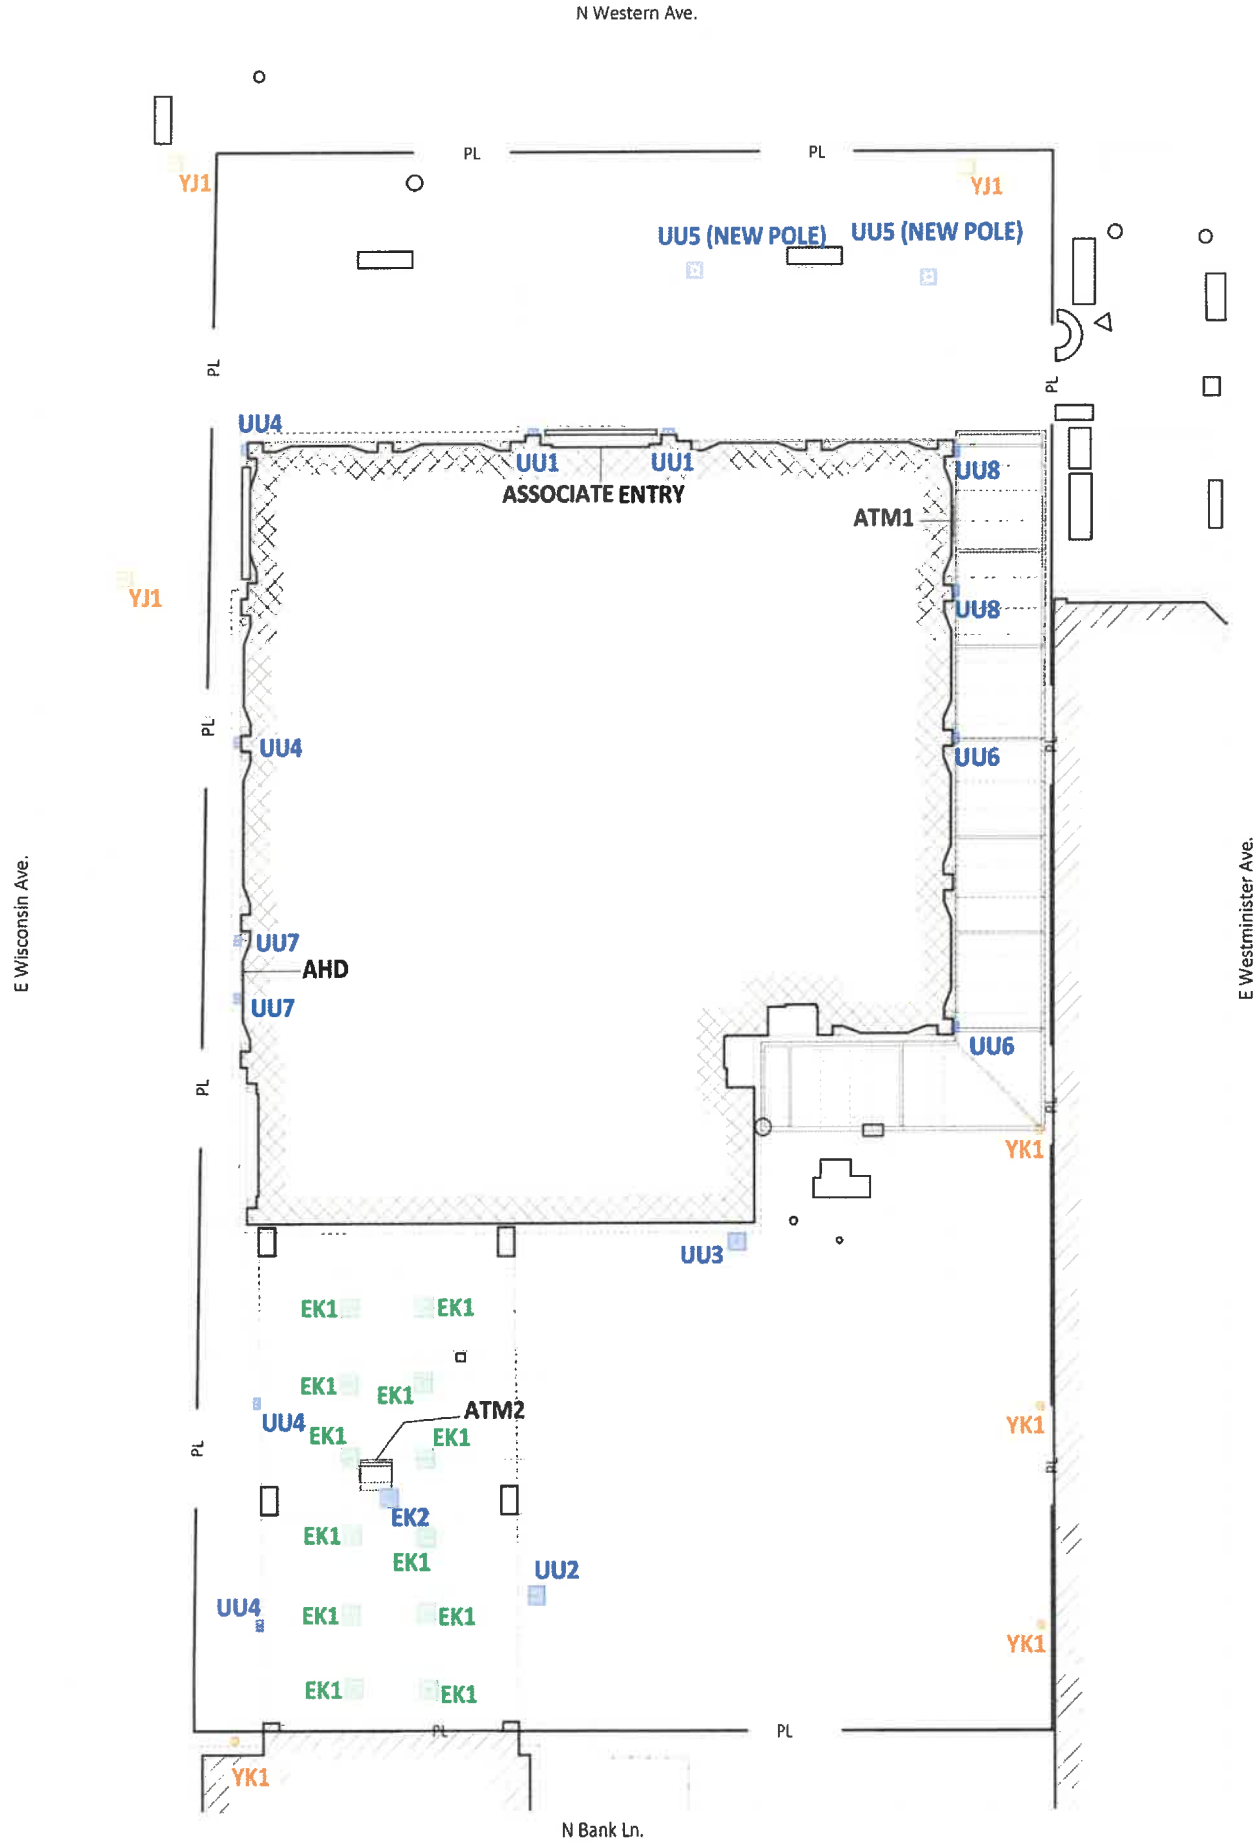 N Western Ave.
PL
PL
YJ1
YJ1
UU5 (NEW POLE)
UU5 (NEW POLE)
PL
PL
UU4
UU1
UU1
UU8
ASSOCIATE ENTRY
ATM1
YJ1
UU8
PL
UU4
PL
UU6
E Wisconsin Ave.
E Westminister Ave.
UU7
AHD
UU7
UU6
PL
PL
YK1
UU3
EK1
EK1
EK1
EK1
ATM2
UU4
YK1
EK1
EK1
PL
PL
EK2
EK1
EK1
UU2
UU4
EK1
EK1
YK1
EK1
EK1
PL
PL
YK1
N Bank Ln.